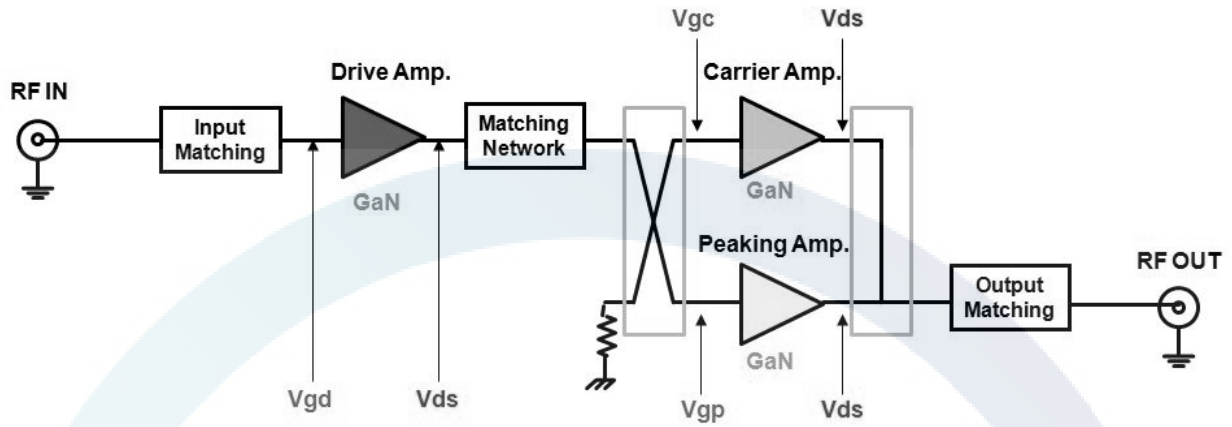 Vgc
Vds
Drive Amp.
Carrier Amp.
RF IN
Input
Matching
Matching
Network
GaN
GaN
Peaking Amp.
RF OUT
Output
Matching
GaN
Vgd
Vds
Vgp
Vds